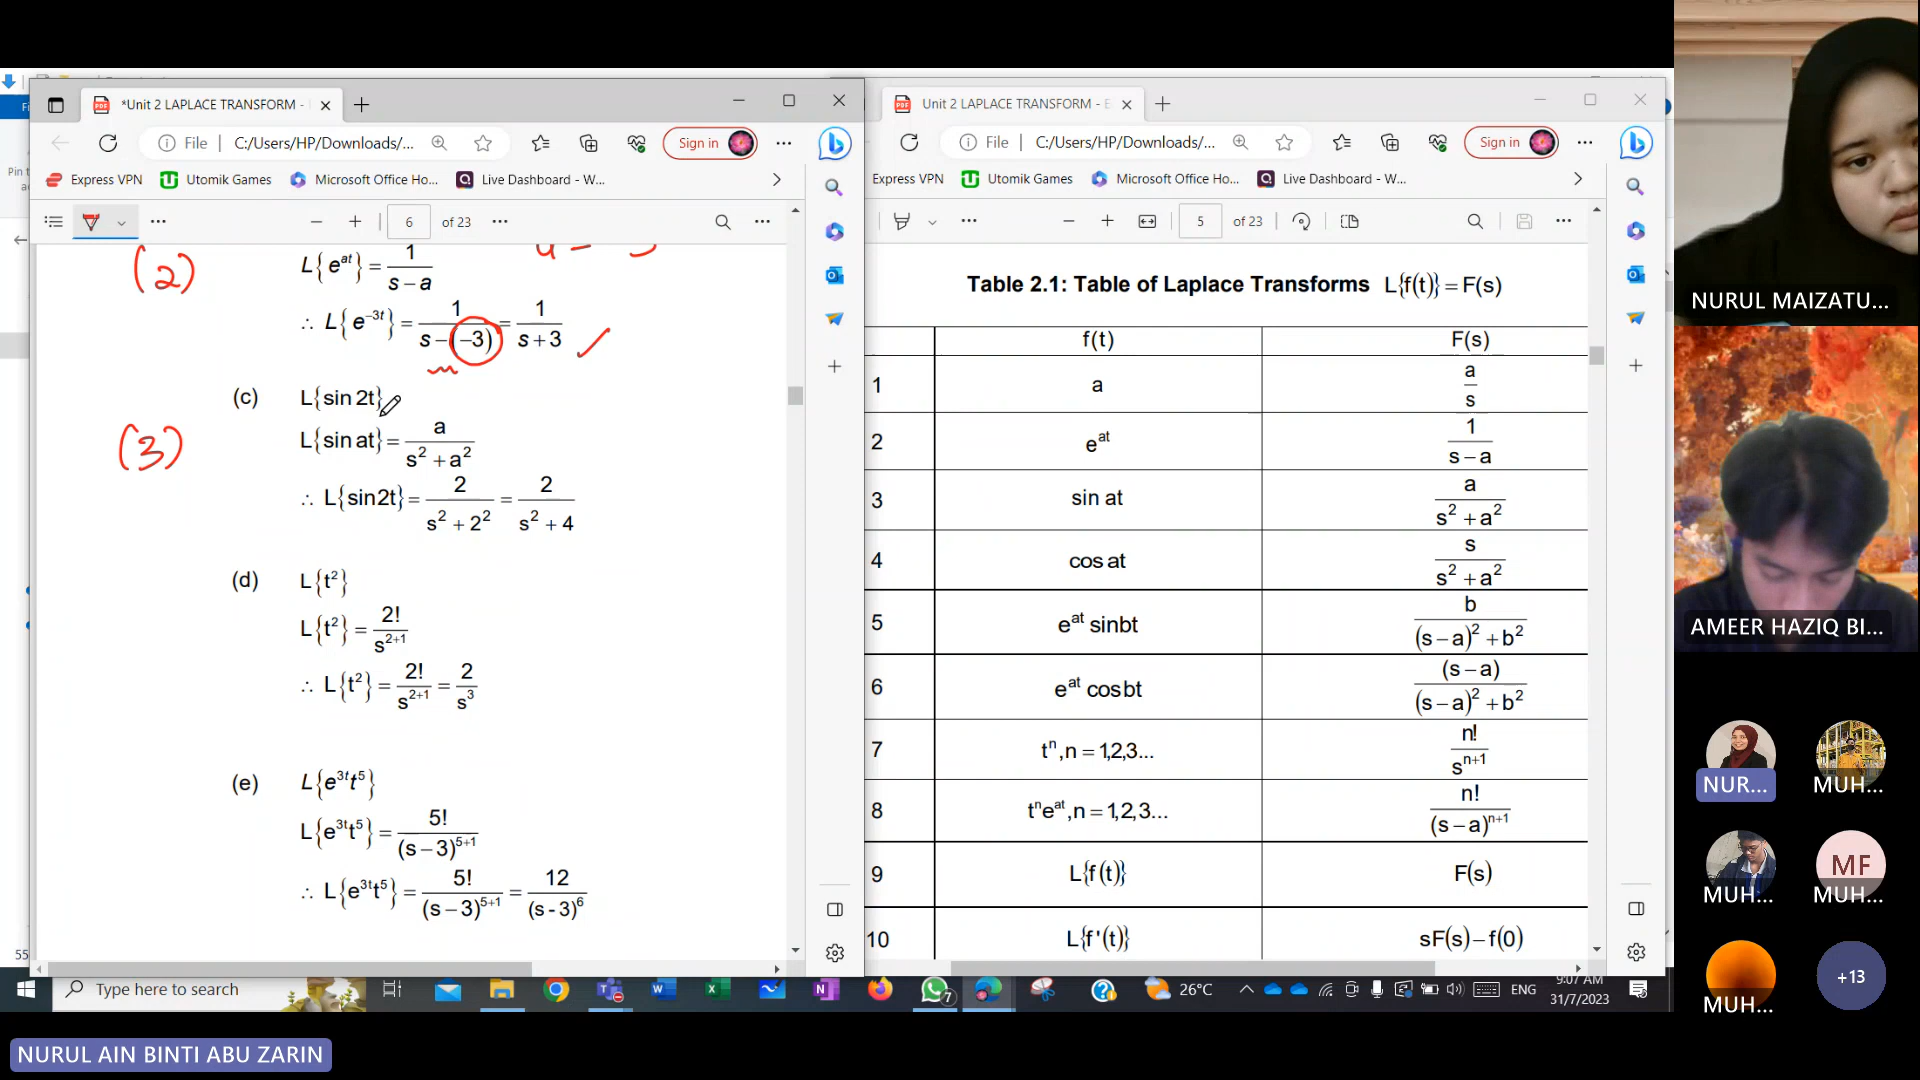 *Unit 2 LAPLACE TRANSFORM -
File
C:/Users/HP/Downloads/...
Sign in
Express VPN
Utomik Games
Microsoft Office Ho...
Live Dashboard - W...
6
of 23
(2)
L{e^at} = 1/(s−a)
∴ L{e^−3t} = 1/(s−(−3)) = 1/(s+3)
(c) L{sin 2t}
(3)
L{sin at} = a/(s²+a²)
∴ L{sin2t} = 2/(s²+2²) = 2/(s²+4)
(d) L{t²}
L{t²} = 2!/s^2+1
∴ L{t²} = 2!/s^2+1 = 2/s³
(e) L{e^3t t^5}
L{e^3t t^5} = 5!/(s−3)^5+1
∴ L{e^3t t^5} = 5!/(s−3)^5+1 = 12/(s-3)^6
Unit 2 LAPLACE TRANSFORM - E
File
C:/Users/HP/Downloads/...
Sign in
Express VPN
Utomik Games
Microsoft Office Ho...
Live Dashboard - W...
5
of 23
Table 2.1: Table of Laplace Transforms L{f(t)} = F(s)
f(t) F(s)
1 a a/s
2 e^at 1/(s−a)
3 sin at a/(s²+a²)
4 cos at s/(s²+a²)
5 e^at sinbt b/((s−a)²+b²)
6 e^at cosbt (s−a)/((s−a)²+b²)
7 t^n, n = 1,2,3... n!/s^n+1
8 t^n e^at, n = 1,2,3... n!/(s−a)^n+1
9 L{f(t)} F(s)
10 L{f'(t)} sF(s)−f(0)
NURUL MAIZATU...
AMEER HAZIQ BI...
NUR...
MUH...
MUH...
MF
MUH...
MUH...
+13
Type here to search
7
26°C
ENG
9:07 AM
31/7/2023
NURUL AIN BINTI ABU ZARIN